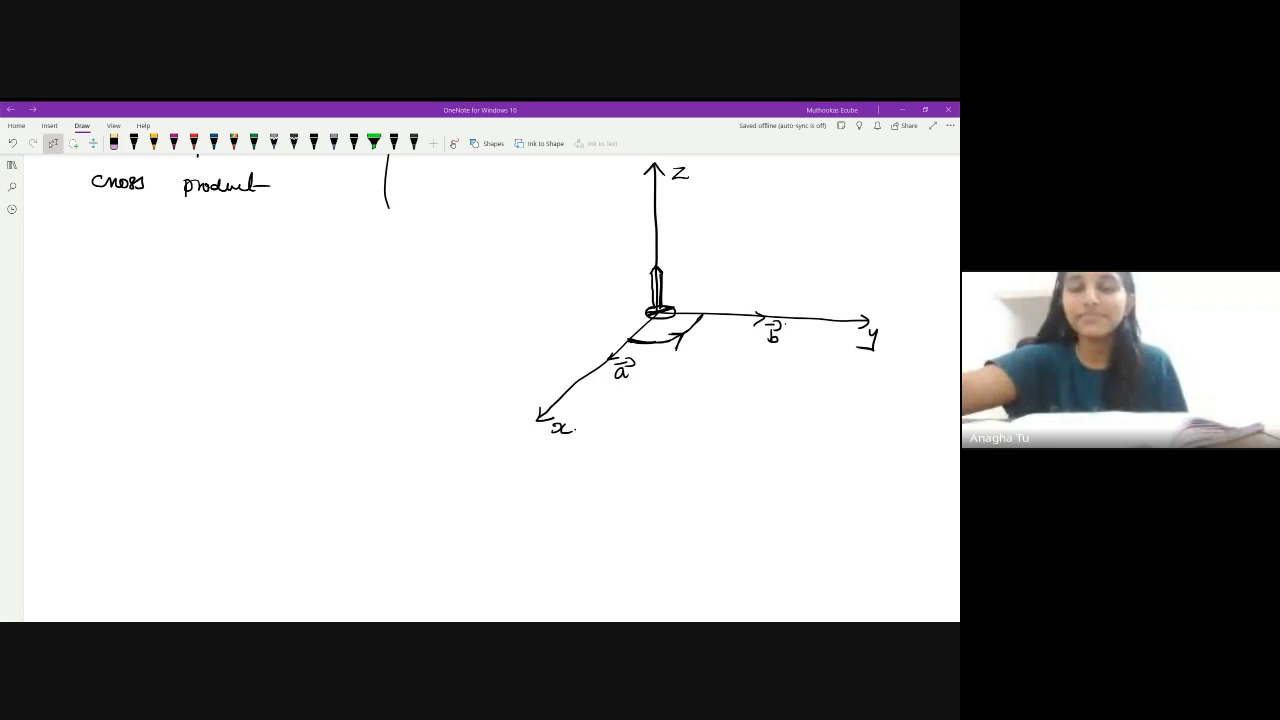 OneNote for Windows 10
Muthookas Ecube
Home Insert Draw View Help
Saved offline (auto-sync is off)
Share
Shapes Ink to Shape Ink to Text
cross product
z
b
y
a
x
Anagha Tu